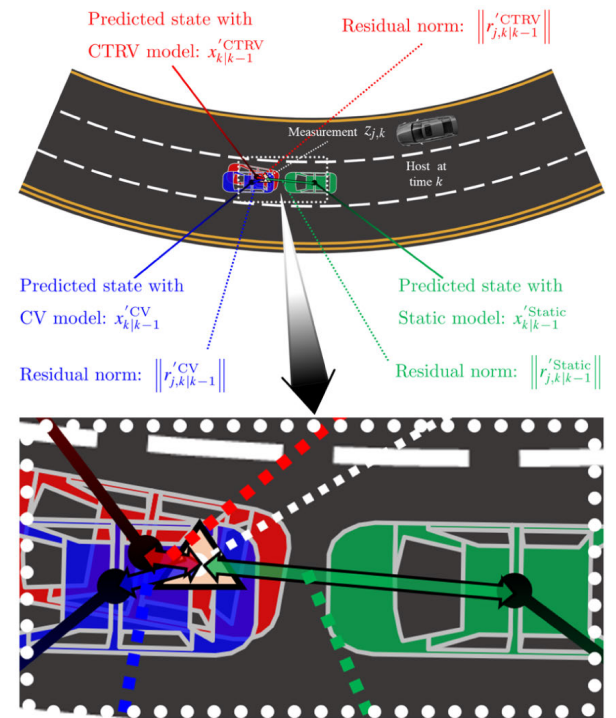 Predicted state with
CTRV model: x'^{CTRV}_{k|k-1}
Residual norm: ‖r'^{CTRV}_{j,k|k-1}‖
Measurement z_{j,k}
Host at
time k
Predicted state with
CV model: x'^{CV}_{k|k-1}
Predicted state with
Static model: x'^{Static}_{k|k-1}
Residual norm: ‖r'^{CV}_{j,k|k-1}‖
Residual norm: ‖r'^{Static}_{j,k|k-1}‖